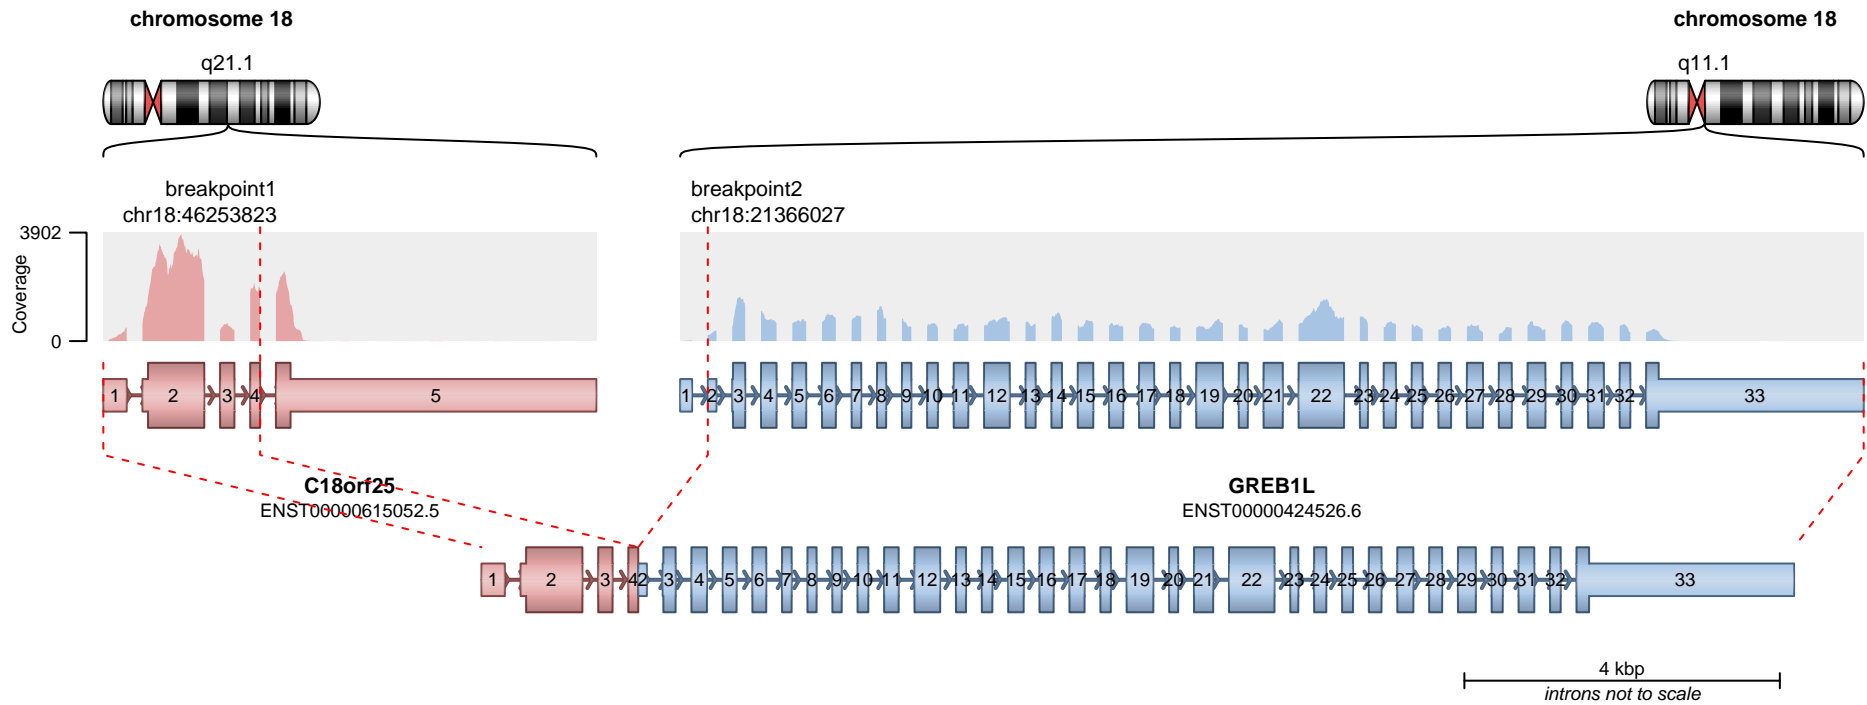 chromosome 18
chromosome 18
q21.1
q11.1
breakpoint1
chr18:46253823
breakpoint2
chr18:21366027
3902
Coverage
0
1 2 3 4 5
1 2 3 4 5 6 7 8 9 10 11 12 13 14 15 16 17 18 19 20 21 22 23 24 25 26 27 28 29 30 31 32 33
C18orf25
ENST00000615052.5
GREB1L
ENST00000424526.6
1 2 3 4 2 3 4 5 6 7 8 9 10 11 12 13 14 15 16 17 18 19 20 21 22 23 24 25 26 27 28 29 30 31 32 33
4 kbp
introns not to scale